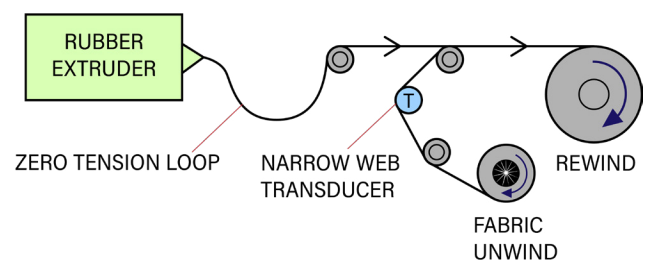 RUBBER
EXTRUDER
T
ZERO TENSION LOOP
NARROW WEB
TRANSDUCER
REWIND
FABRIC
UNWIND